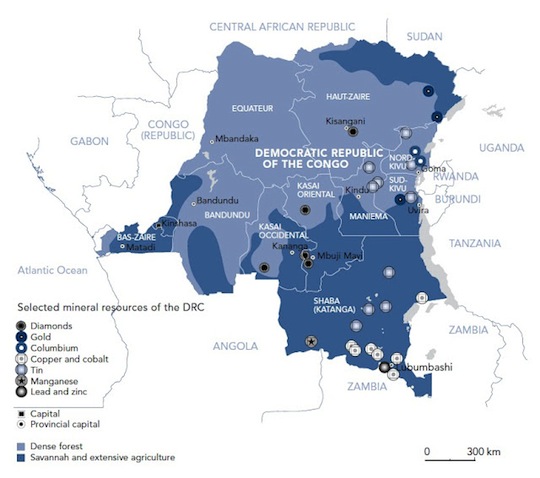 CENTRAL AFRICAN REPUBLIC
SUDAN
HAUT-ZAIRE
EQUATEUR
Kisangani
CONGO
(REPUBLIC)
GABON
Mbandaka
DEMOCRATIC REPUBLIC
OF THE CONGO
UGANDA
NORD-
KIVU
Goma
RWANDA
KASAI
ORIENTAL
Kindu
SUD-
KIVU
BURUNDI
Bandundu
BANDUNDU
MANIEMA
Uvira
Kinshasa
KASAI
OCCIDENTAL
BAS-ZAIRE
Matadi
Kananga
Mbuji Mayi
TANZANIA
Atlantic Ocean
SHABA
(KATANGA)
ZAMBIA
ANGOLA
Lubumbashi
ZAMBIA
Selected mineral resources of the DRC
Diamonds
Gold
Columbium
Copper and cobalt
Tin
Manganese
Lead and zinc
Capital
Provincial capital
Dense forest
Savannah and extensive agriculture
0 300 km